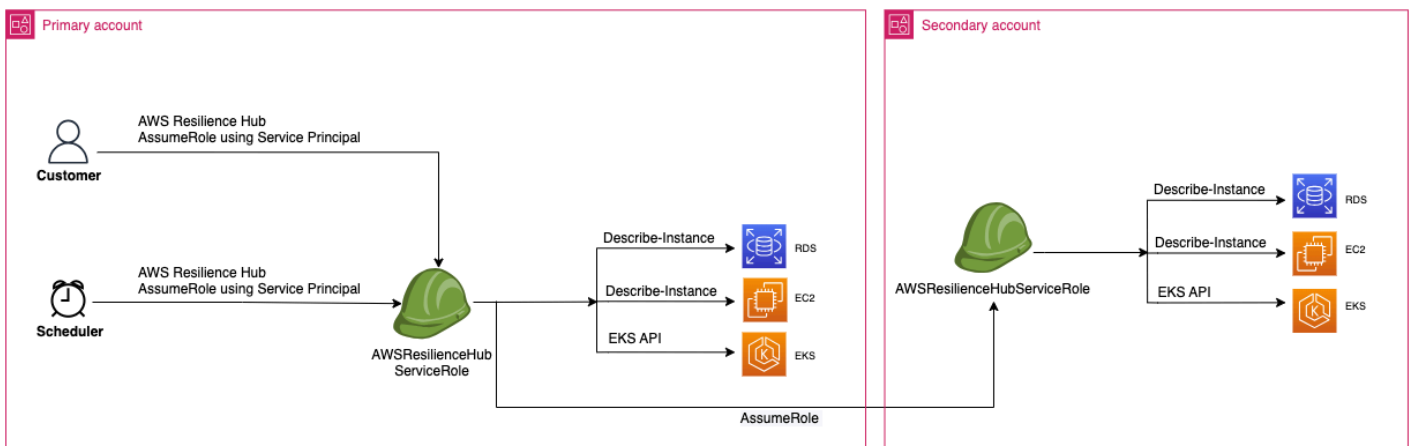 Primary account
AWS Resilience Hub
AssumeRole using Service Principal
Customer
AWS Resilience Hub
AssumeRole using Service Principal
Scheduler
AWSResilienceHub
ServiceRole
Describe-Instance
RDS
Describe-Instance
EC2
EKS API
EKS
AssumeRole
Secondary account
AWSResilienceHubServiceRole
Describe-Instance
RDS
Describe-Instance
EC2
EKS API
EKS